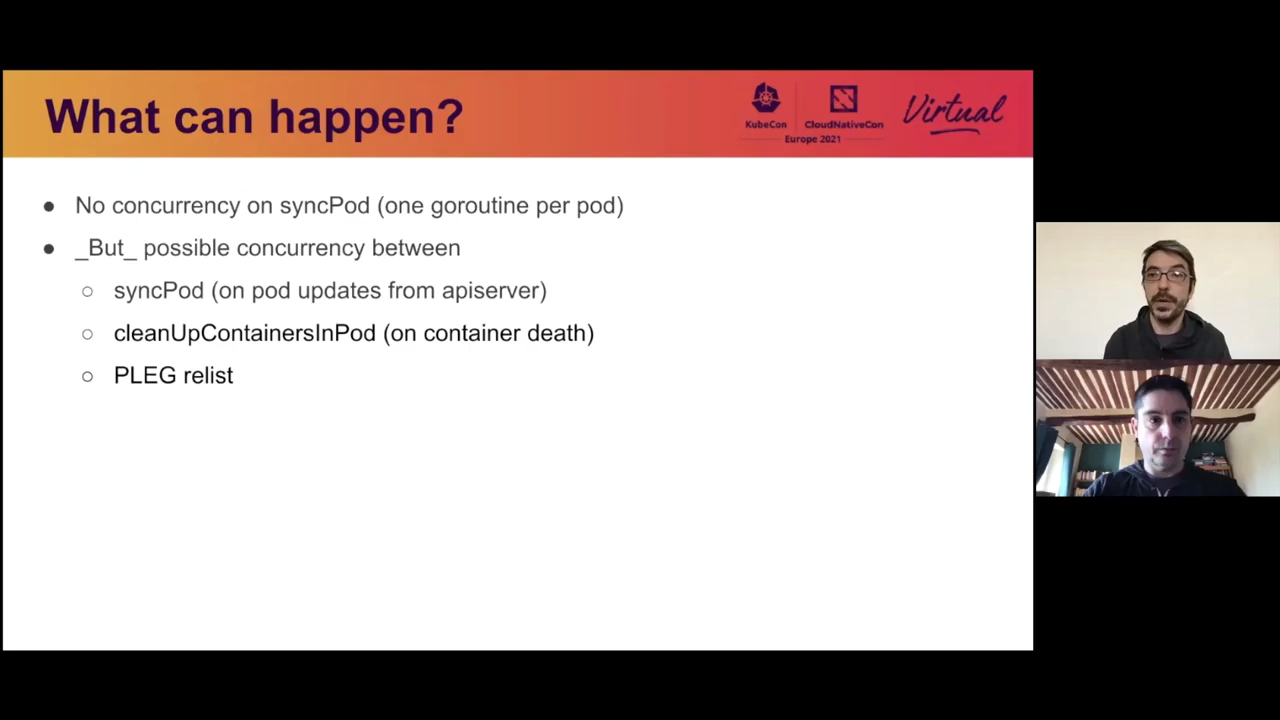 What can happen?
KubeCon
CloudNativeCon
Europe 2021
Virtual
● No concurrency on syncPod (one goroutine per pod)
● _But_ possible concurrency between
○ syncPod (on pod updates from apiserver)
○ cleanUpContainersInPod (on container death)
○ PLEG relist